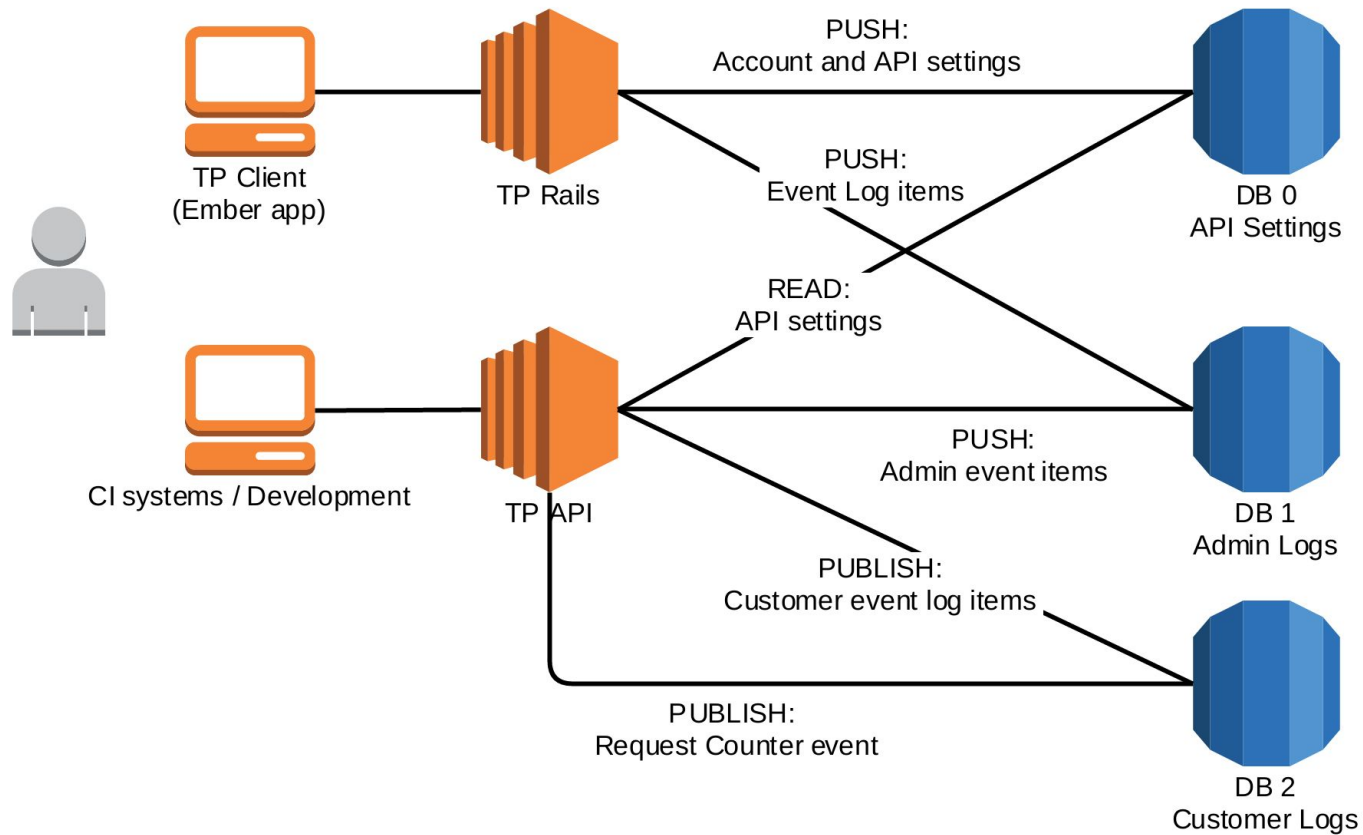 PUSH:
Account and API settings
TP Client
(Ember app)
TP Rails
PUSH:
Event Log items
DB 0
API Settings
READ:
API settings
CI systems / Development
TP API
PUSH:
Admin event items
DB 1
Admin Logs
PUBLISH:
Customer event log items
PUBLISH:
Request Counter event
DB 2
Customer Logs